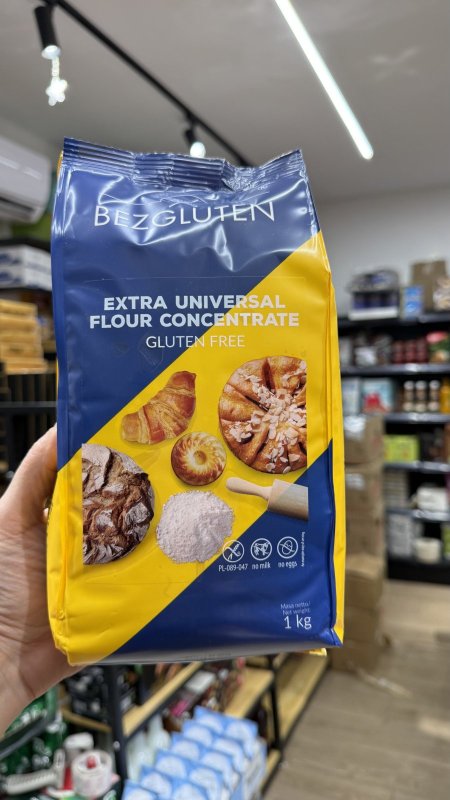 BEZGLUTEN
EXTRA UNIVERSAL
FLOUR CONCENTRATE
GLUTEN FREE
PL-089-047 no milk no eggs
Masa netto/
Net weight:
1 kg